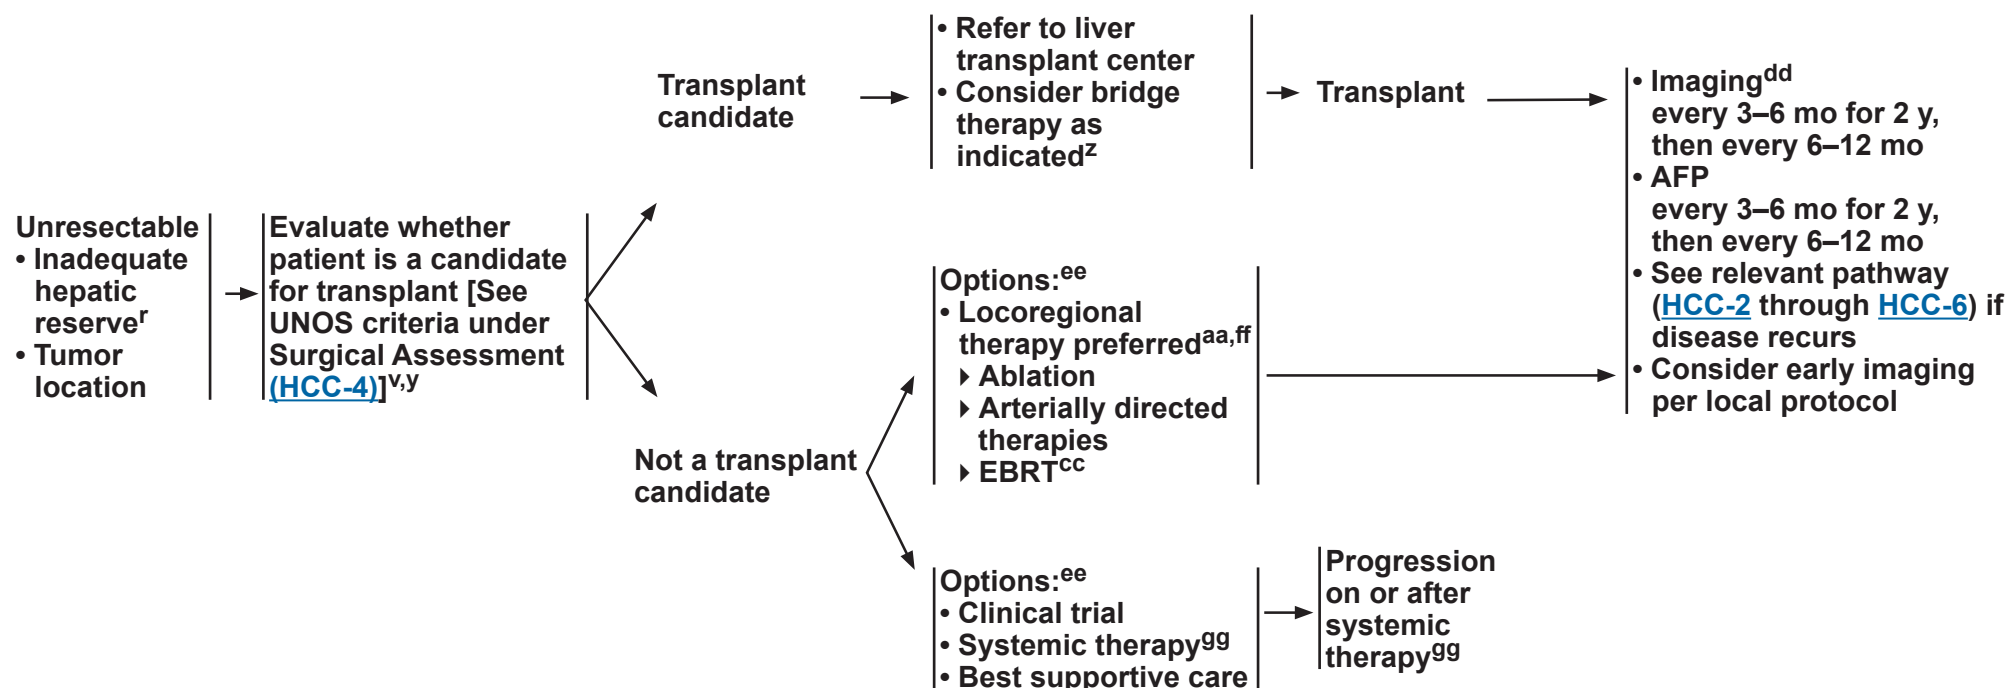 Unresectable
• Inadequate
hepatic
reserveʳ
• Tumor
location
Evaluate whether
patient is a candidate
for transplant [See
UNOS criteria under
Surgical Assessment
(HCC-4)]ᵛ,ʸ
Transplant
candidate
• Refer to liver
transplant center
• Consider bridge
therapy as
indicatedᶻ
Transplant
Not a transplant
candidate
Options:ᵉᵉ
• Locoregional
therapy preferredᵃᵃ,ᶠᶠ
▸ Ablation
▸ Arterially directed
therapies
▸ EBRTᶜᶜ
Options:ᵉᵉ
• Clinical trial
• Systemic therapyᵍᵍ
• Best supportive care
Progression
on or after
systemic
therapyᵍᵍ
• Imagingᵈᵈ
every 3–6 mo for 2 y,
then every 6–12 mo
• AFP
every 3–6 mo for 2 y,
then every 6–12 mo
• See relevant pathway
(HCC-2 through HCC-6) if
disease recurs
• Consider early imaging
per local protocol